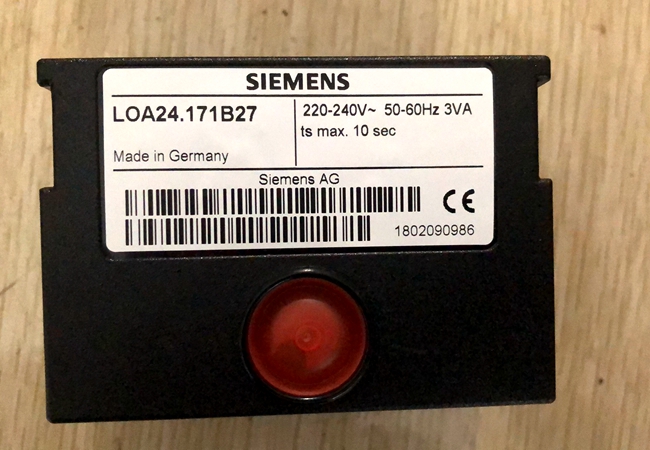 SIEMENS
LOA24.171B27
220-240V~ 50-60Hz 3VA
ts max. 10 sec
Made in Germany
Siemens AG
CE
1802090986